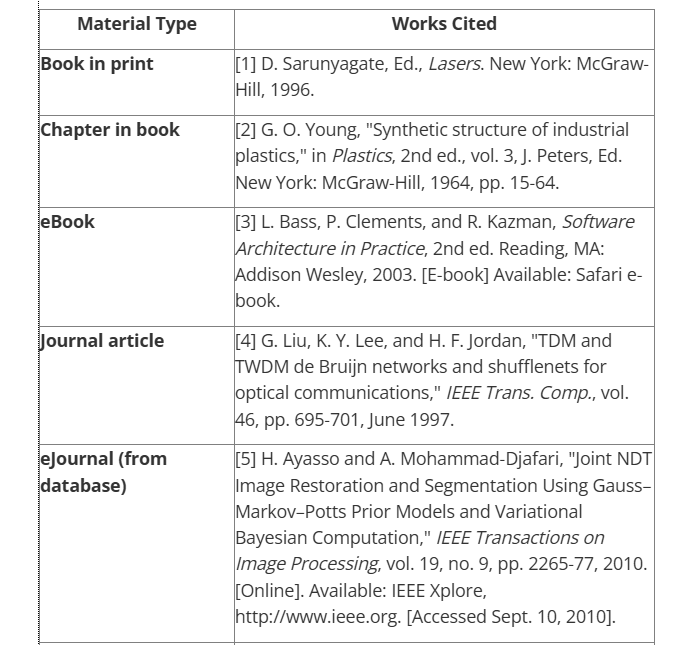 Material Type
Works Cited
Book in print
[1] D. Sarunyagate, Ed., Lasers. New York: McGraw-
Hill, 1996.
Chapter in book
[2] G. O. Young, "Synthetic structure of industrial
plastics," in Plastics, 2nd ed., vol. 3, J. Peters, Ed.
New York: McGraw-Hill, 1964, pp. 15-64.
eBook
[3] L. Bass, P. Clements, and R. Kazman, Software
Architecture in Practice, 2nd ed. Reading, MA:
Addison Wesley, 2003. [E-book] Available: Safari e-
book.
Journal article
[4] G. Liu, K. Y. Lee, and H. F. Jordan, "TDM and
TWDM de Bruijn networks and shufflenets for
optical communications," IEEE Trans. Comp., vol.
46, pp. 695-701, June 1997.
eJournal (from
database)
[5] H. Ayasso and A. Mohammad-Djafari, "Joint NDT
Image Restoration and Segmentation Using Gauss–
Markov–Potts Prior Models and Variational
Bayesian Computation," IEEE Transactions on
Image Processing, vol. 19, no. 9, pp. 2265-77, 2010.
[Online]. Available: IEEE Xplore,
http://www.ieee.org. [Accessed Sept. 10, 2010].